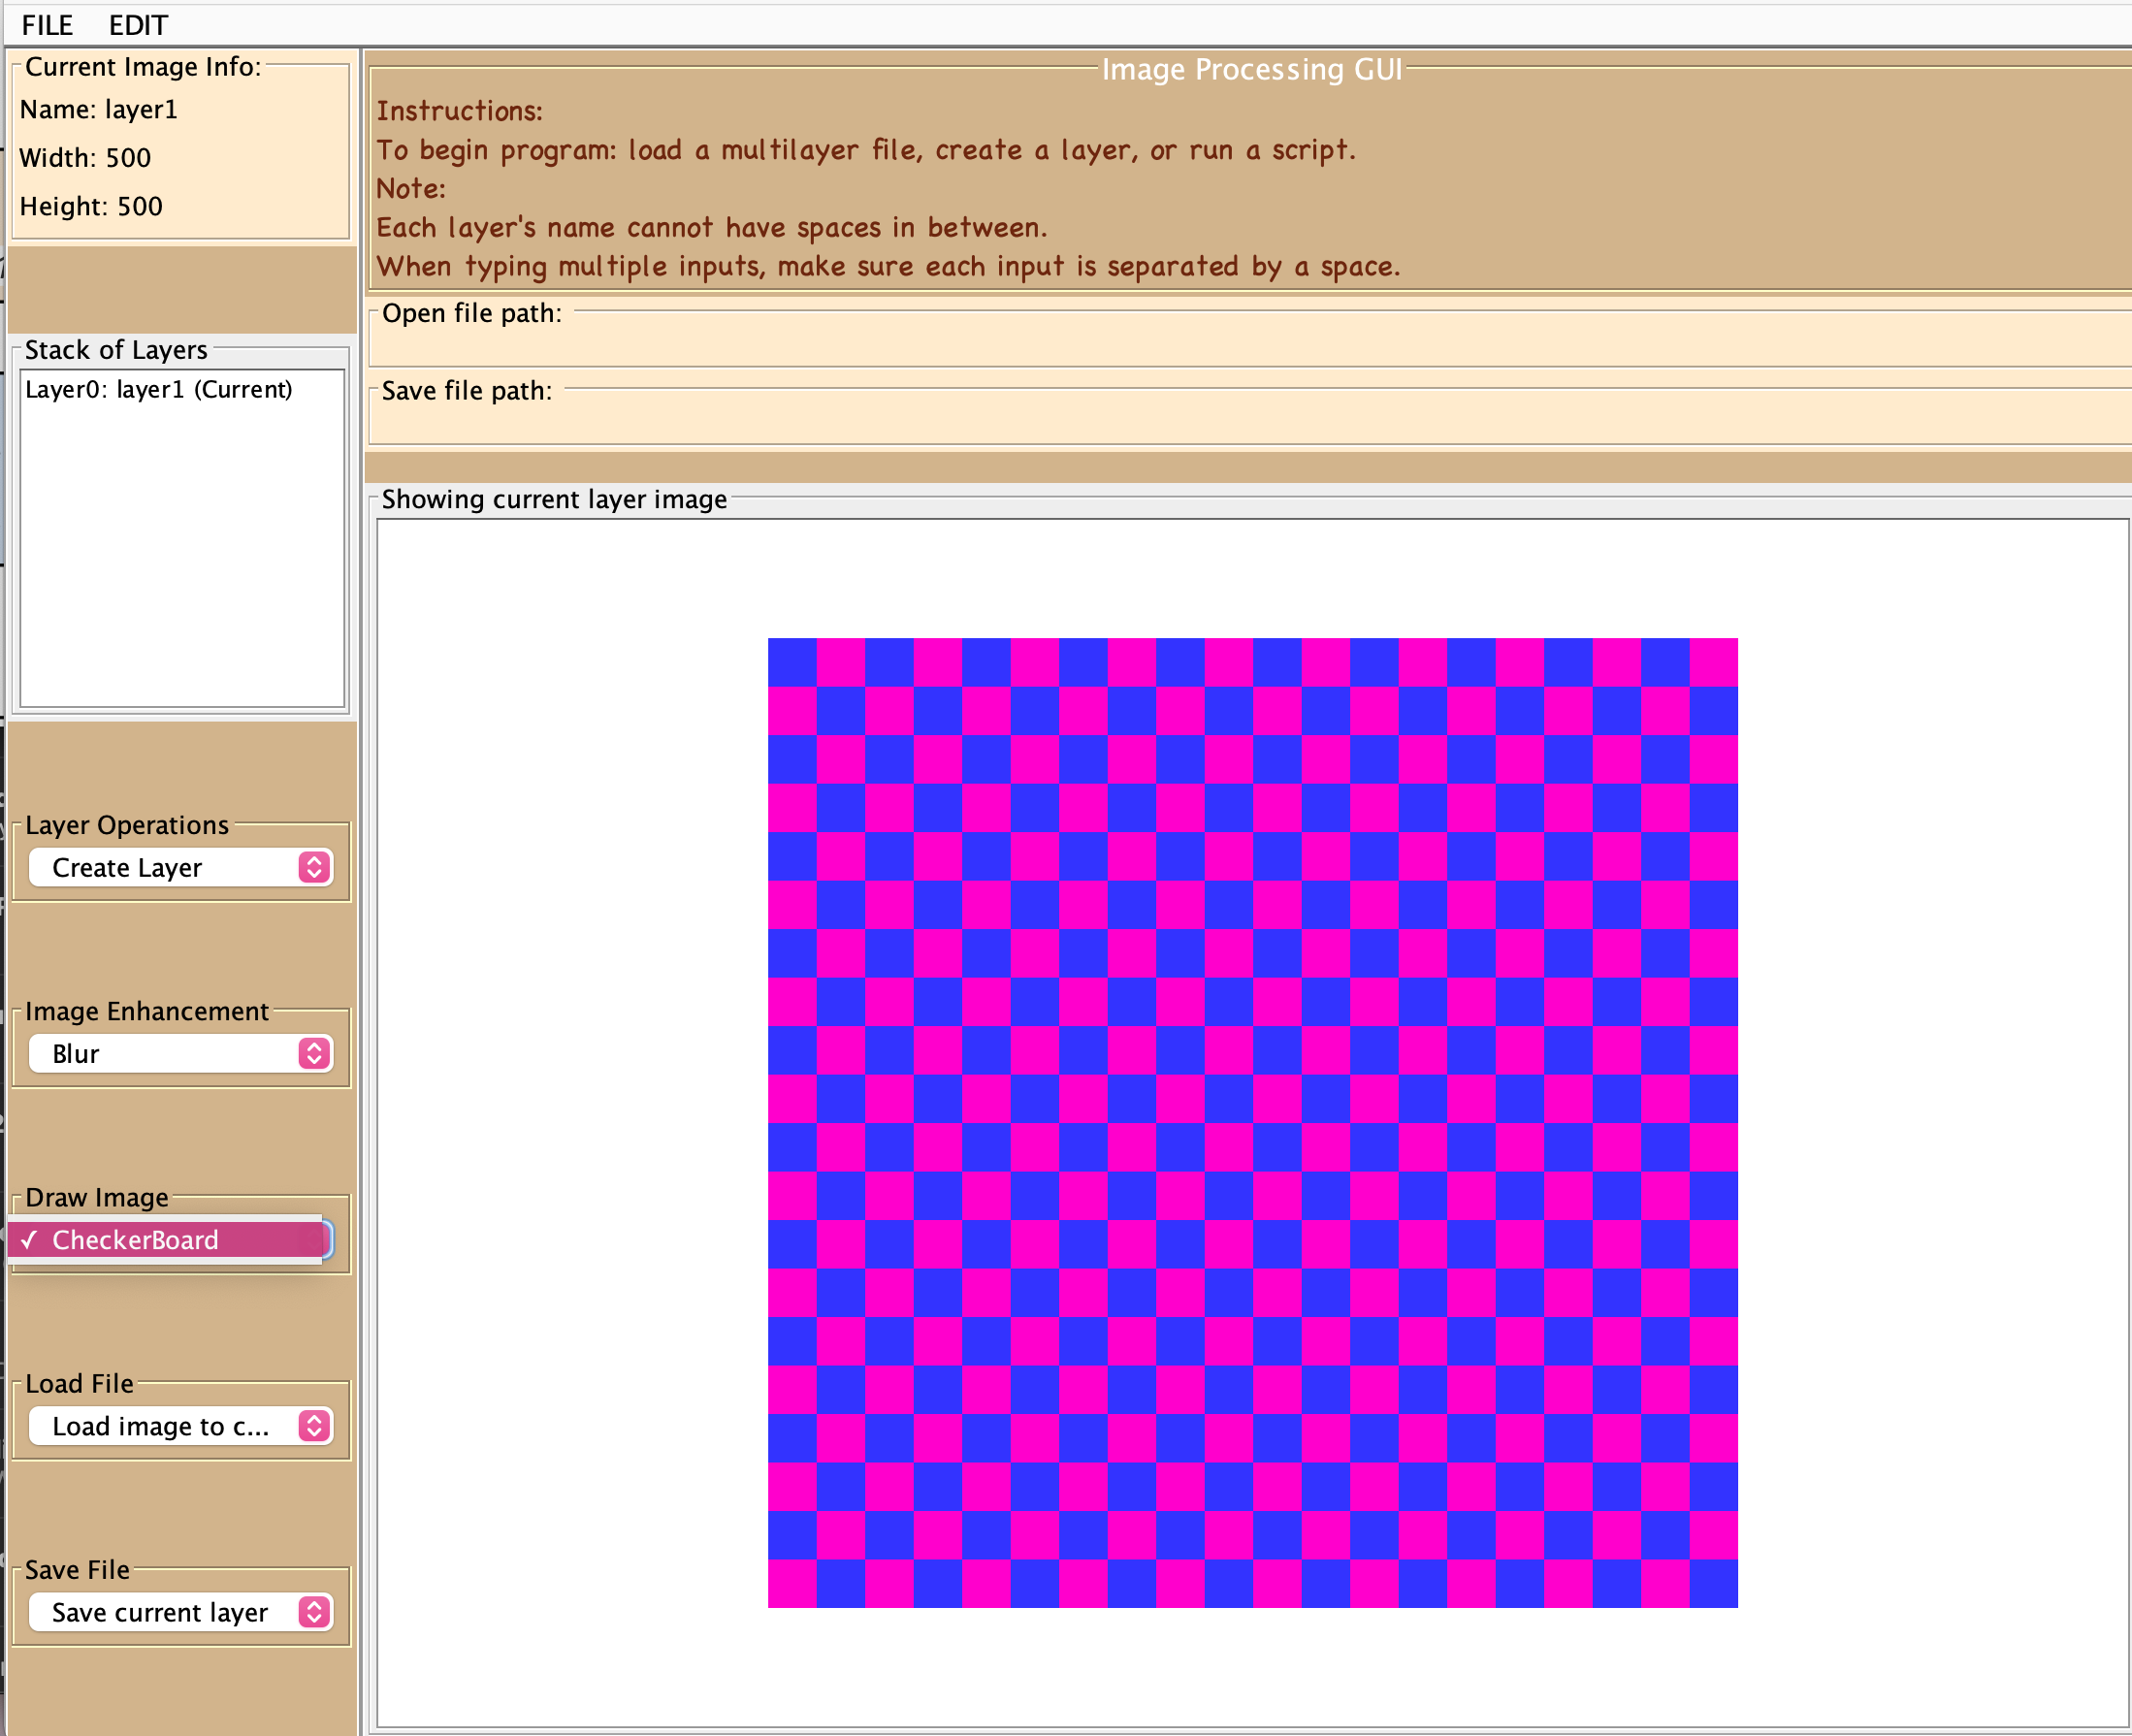 FILE EDIT
Current Image Info:
Name: layer1
Width: 500
Height: 500
Stack of Layers
Layer0: layer1 (Current)
Layer Operations
Create Layer
Image Enhancement
Blur
Draw Image
✓ CheckerBoard
Load File
Load image to c...
Save File
Save current layer
Image Processing GUI
Instructions:
To begin program: load a multilayer file, create a layer, or run a script.
Note:
Each layer's name cannot have spaces in between.
When typing multiple inputs, make sure each input is separated by a space.
Open file path:
Save file path:
Showing current layer image